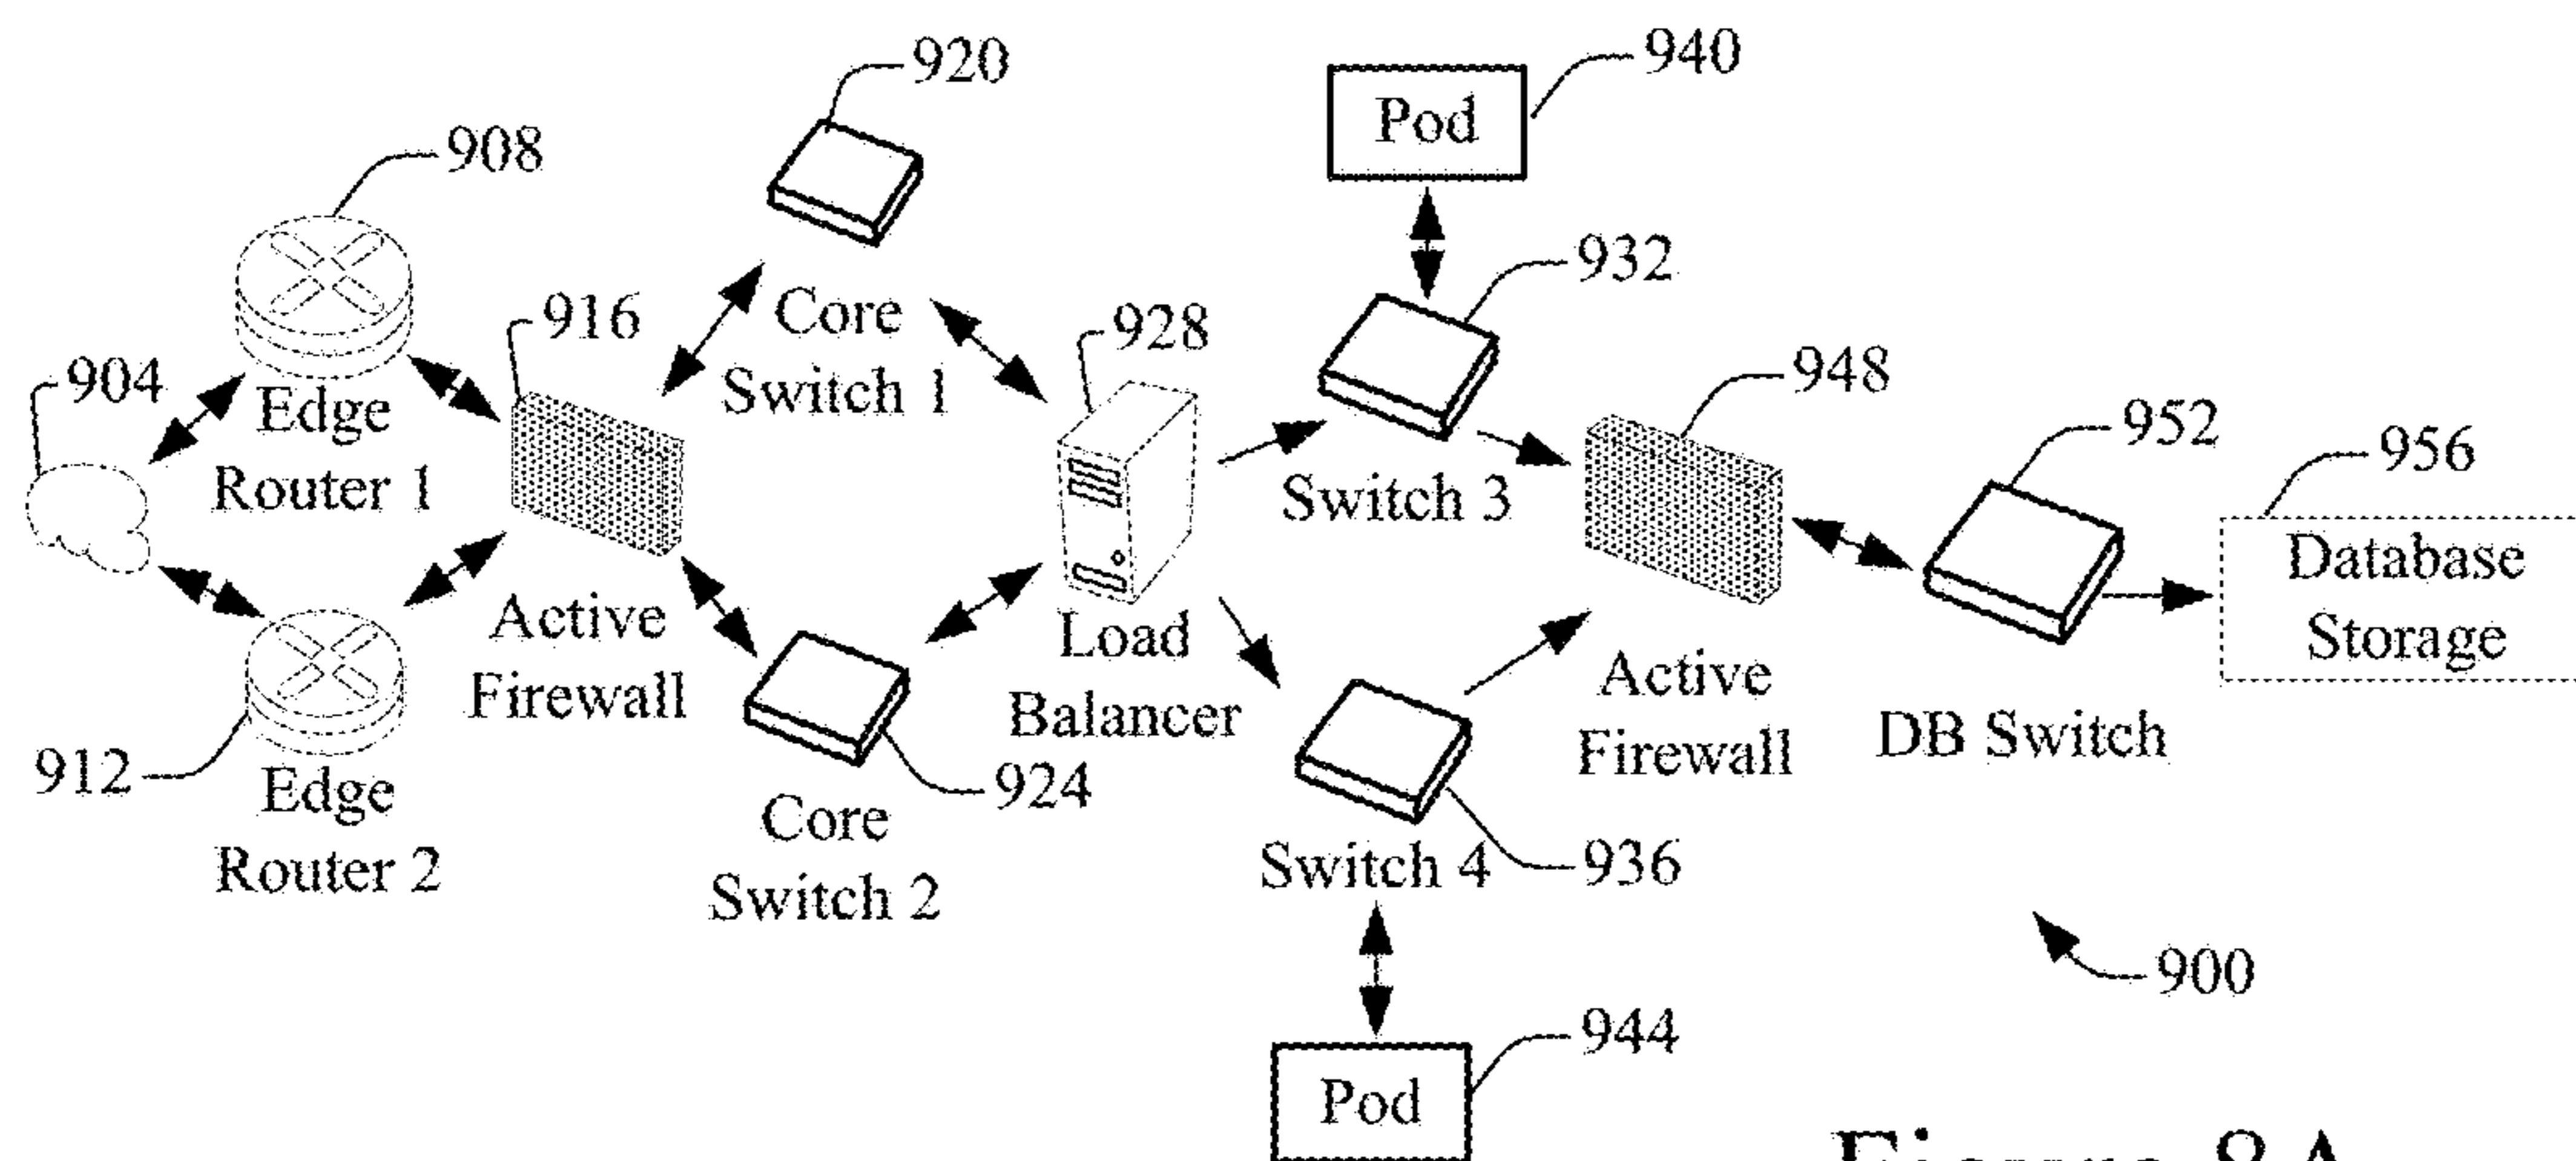 920
940
Pod
908
932
916
Core
Switch 1
928
904
Edge
Router 1
948
952
956
Switch 3
Database
Storage
Active
Firewall
Load
Balancer
Active
Firewall
DB Switch
912
Edge
Router 2
924
Core
Switch 2
Switch 4
936
900
944
Pod
Figure 8A